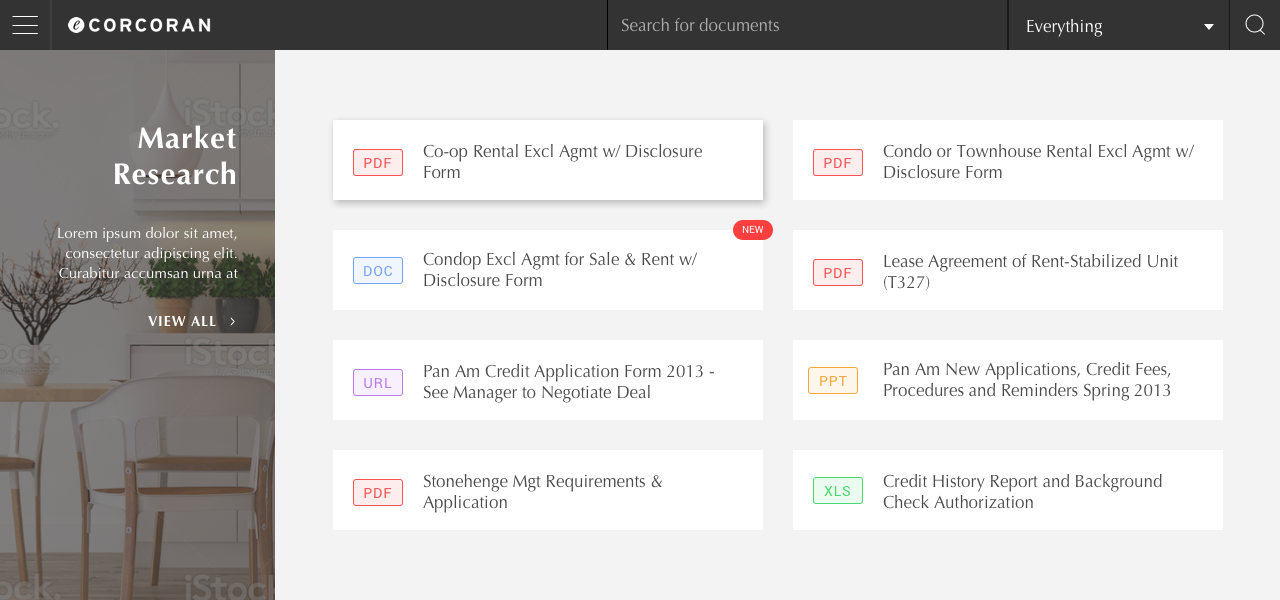 e CORCORAN
Search for documents
Everything
Market
Research
Lorem ipsum dolor sit amet,
consectetur adipiscing elit.
Curabitur accumsan urna at
VIEW ALL
PDF
Co-op Rental Excl Agmt w/ Disclosure
Form
PDF
Condo or Townhouse Rental Excl Agmt w/
Disclosure Form
NEW
DOC
Condop Excl Agmt for Sale & Rent w/
Disclosure Form
PDF
Lease Agreement of Rent-Stabilized Unit
(T327)
URL
Pan Am Credit Application Form 2013 -
See Manager to Negotiate Deal
PPT
Pan Am New Applications, Credit Fees,
Procedures and Reminders Spring 2013
PDF
Stonehenge Mgt Requirements &
Application
XLS
Credit History Report and Background
Check Authorization
iStock
iStock
iStock